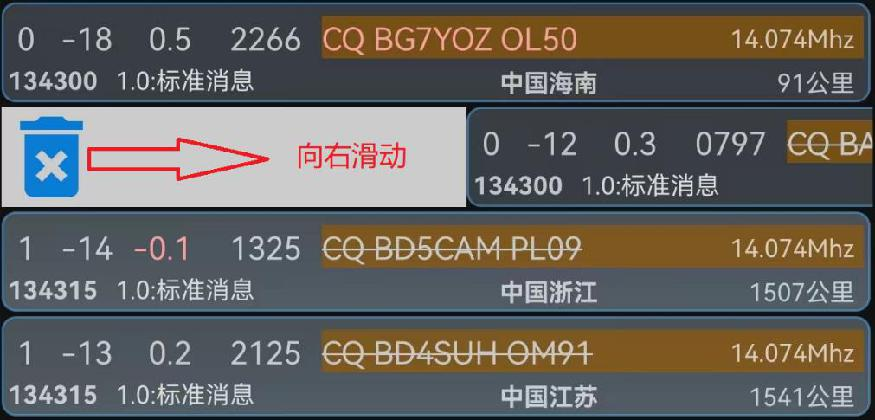 0 -18 0.5 2266 CQ BG7YOZ OL50 14.074Mhz
134300 1.0:标准消息 中国海南 91公里
向右滑动 0 -12 0.3 0797 CQ BA
134300 1.0:标准消息
1 -14 -0.1 1325 CQ BD5CAM PL09 14.074Mhz
134315 1.0:标准消息 中国浙江 1507公里
1 -13 0.2 2125 CQ BD4SUH OM91 14.074Mhz
134315 1.0:标准消息 中国江苏 1541公里